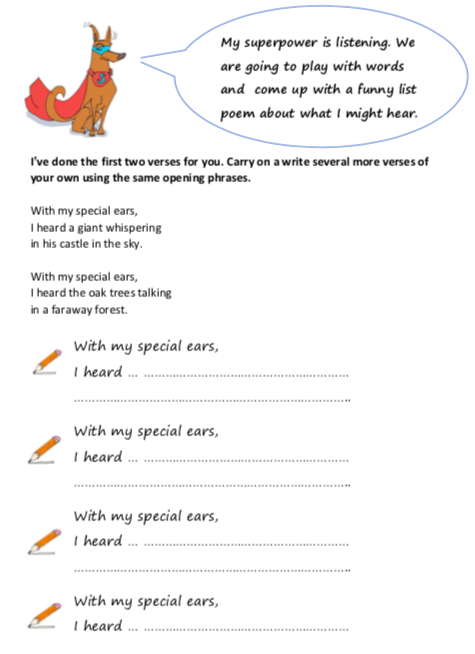 My superpower is listening. We
are going to play with words
and come up with a funny list
poem about what I might hear.
I've done the first two verses for you. Carry on a write several more verses of
your own using the same opening phrases.
With my special ears,
I heard a giant whispering
in his castle in the sky.
With my special ears,
I heard the oak trees talking
in a faraway forest.
With my special ears,
I heard ... ............................................................
................................................................................
With my special ears,
I heard ... ............................................................
................................................................................
With my special ears,
I heard ... ............................................................
................................................................................
With my special ears,
I heard ... ............................................................